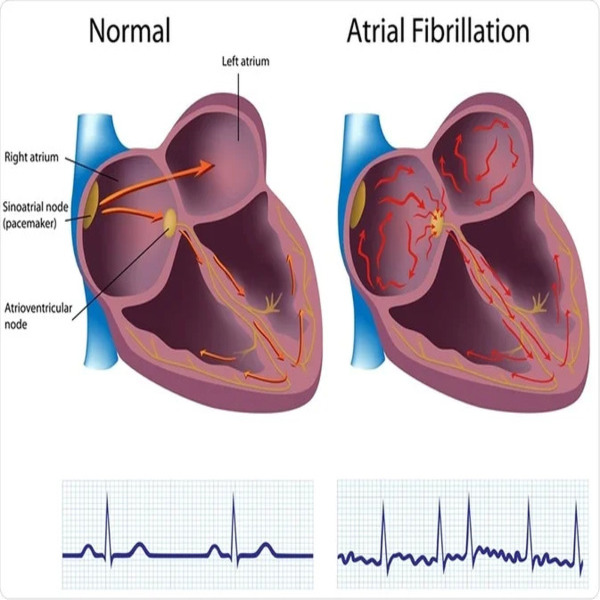 Normal
Atrial Fibrillation
Left atrium
Right atrium
Sinoatrial node
(pacemaker)
Atrioventricular
node